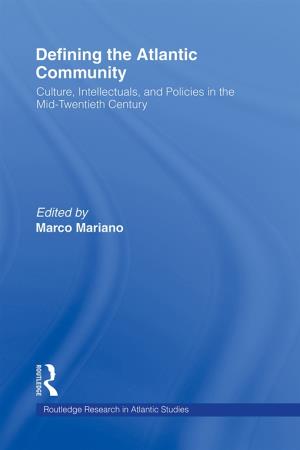 Defining the Atlantic
Community
Culture, Intellectuals, and Policies in the
Mid-Twentieth Century
Edited by
Marco Mariano
ROUTLEDGE
Routledge Research in Atlantic Studies